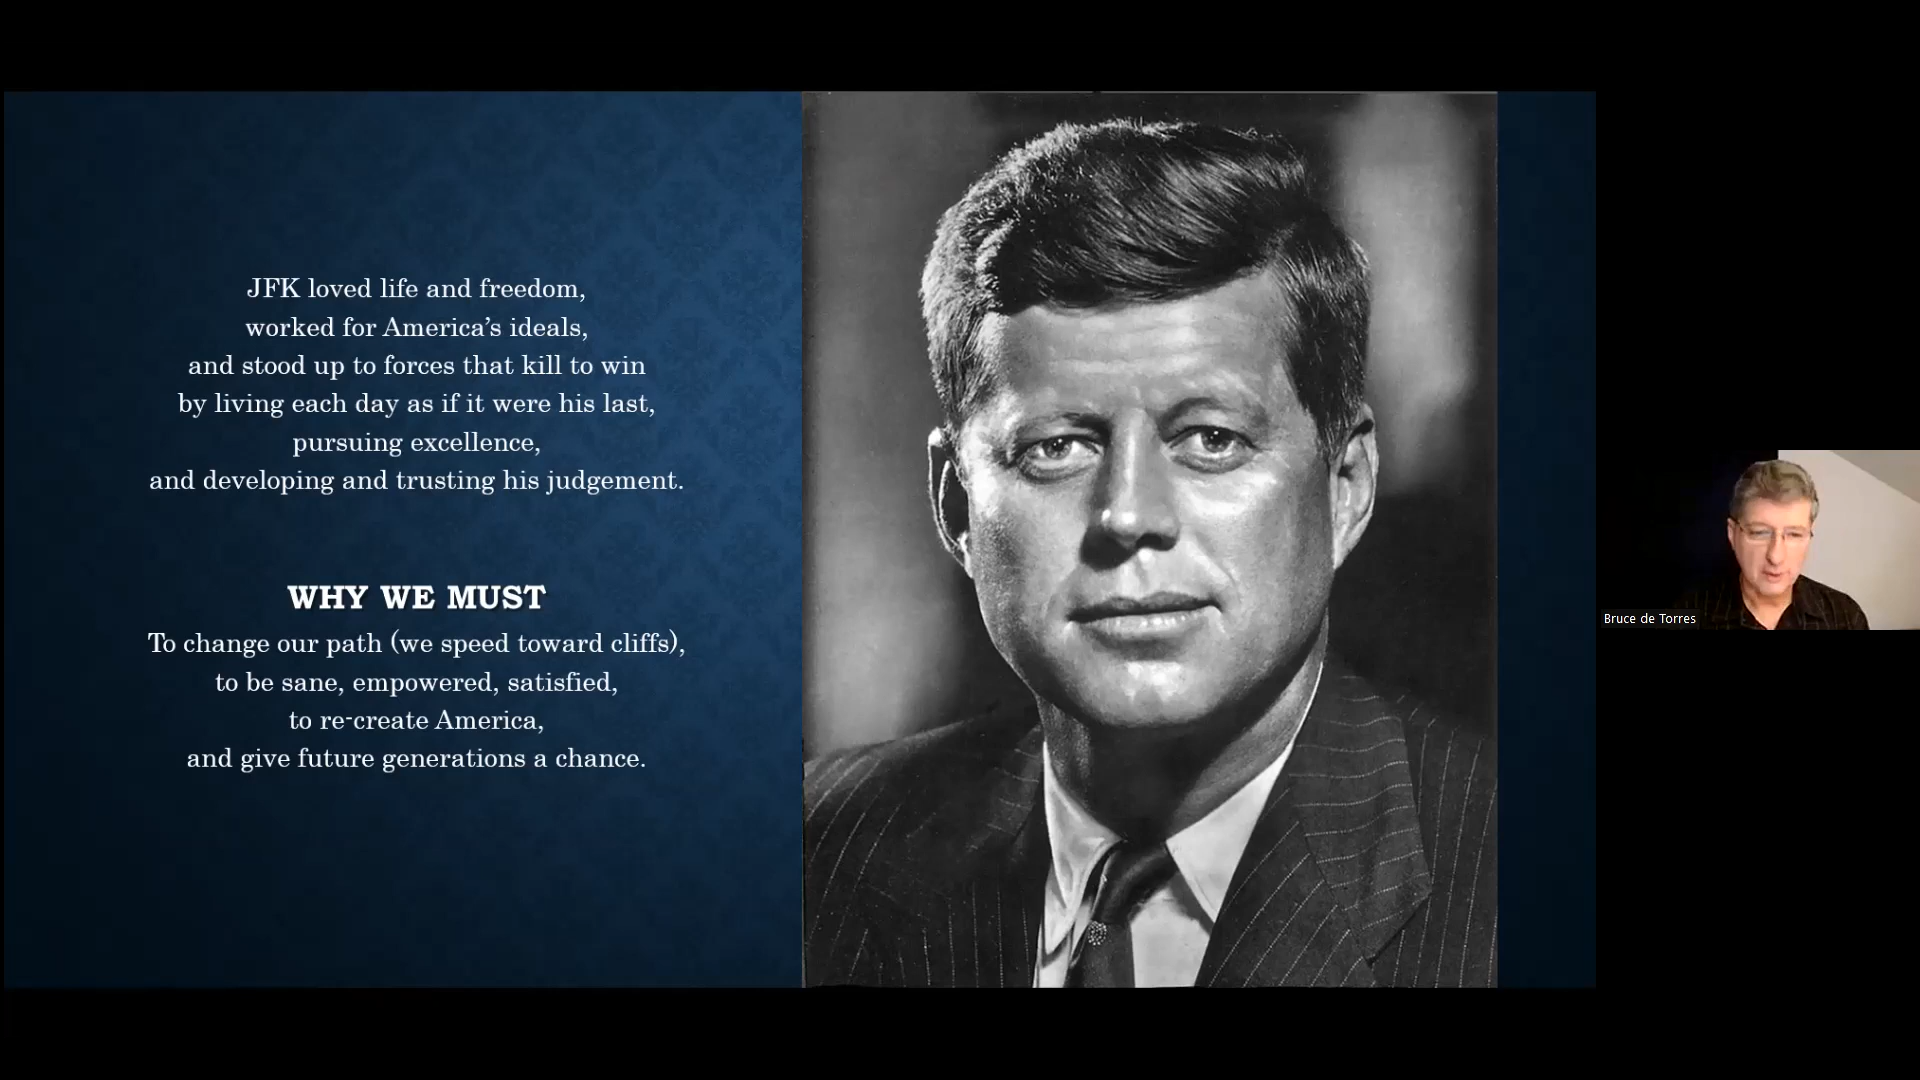 JFK loved life and freedom,
worked for America’s ideals,
and stood up to forces that kill to win
by living each day as if it were his last,
pursuing excellence,
and developing and trusting his judgement.
WHY WE MUST
To change our path (we speed toward cliffs),
to be sane, empowered, satisfied,
to re-create America,
and give future generations a chance.
Bruce de Torres